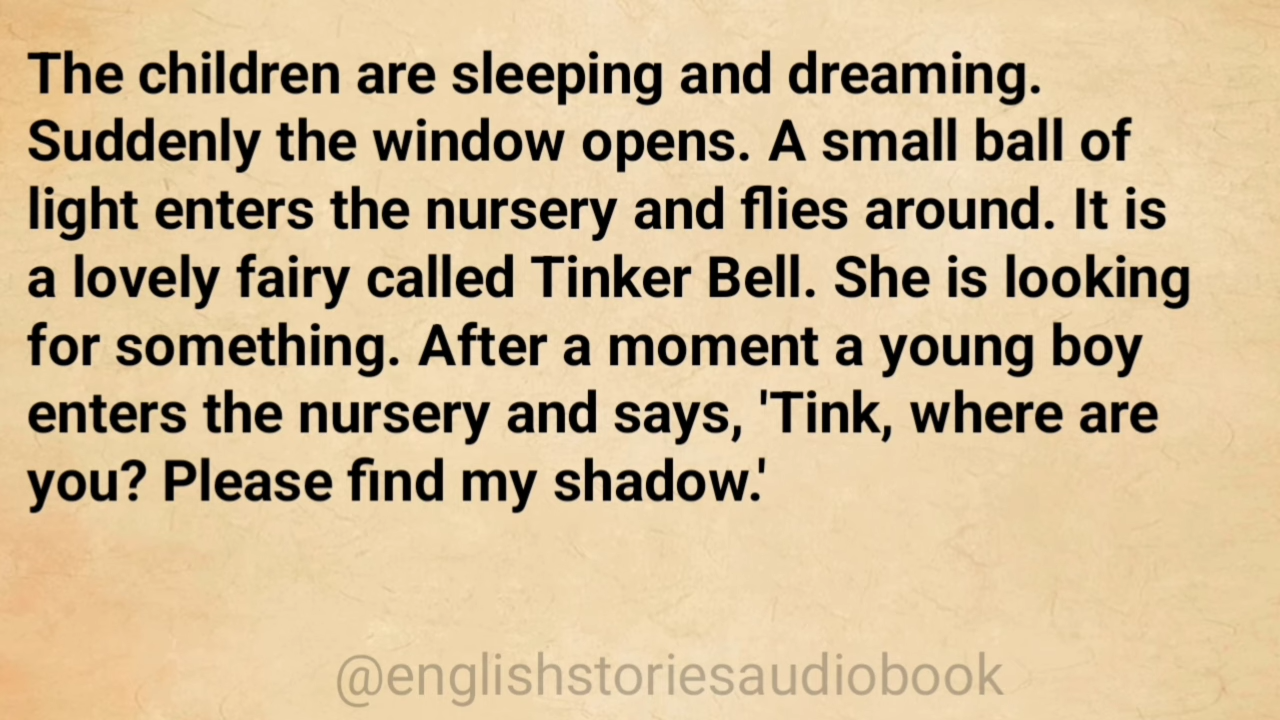 The children are sleeping and dreaming.
Suddenly the window opens. A small ball of
light enters the nursery and flies around. It is
a lovely fairy called Tinker Bell. She is looking
for something. After a moment a young boy
enters the nursery and says, 'Tink, where are
you? Please find my shadow.'
@englishstoriesaudiobook